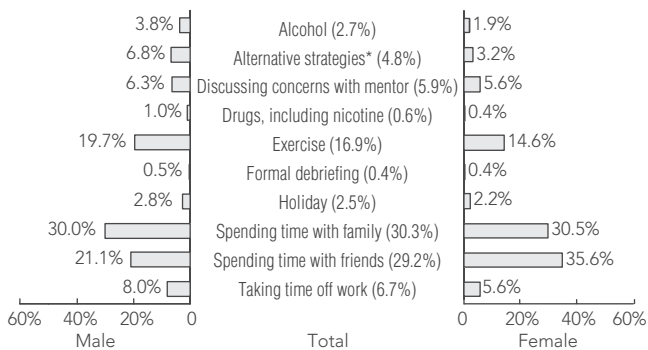 3.8% Alcohol (2.7%) 1.9%
6.8% Alternative strategies* (4.8%) 3.2%
6.3% Discussing concerns with mentor (5.9%) 5.6%
1.0% Drugs, including nicotine (0.6%) 0.4%
19.7% Exercise (16.9%) 14.6%
0.5% Formal debriefing (0.4%) 0.4%
2.8% Holiday (2.5%) 2.2%
30.0% Spending time with family (30.3%) 30.5%
21.1% Spending time with friends (29.2%) 35.6%
8.0% Taking time off work (6.7%) 5.6%
60% 40% 20% 0 0 20% 40% 60%
Male Total Female